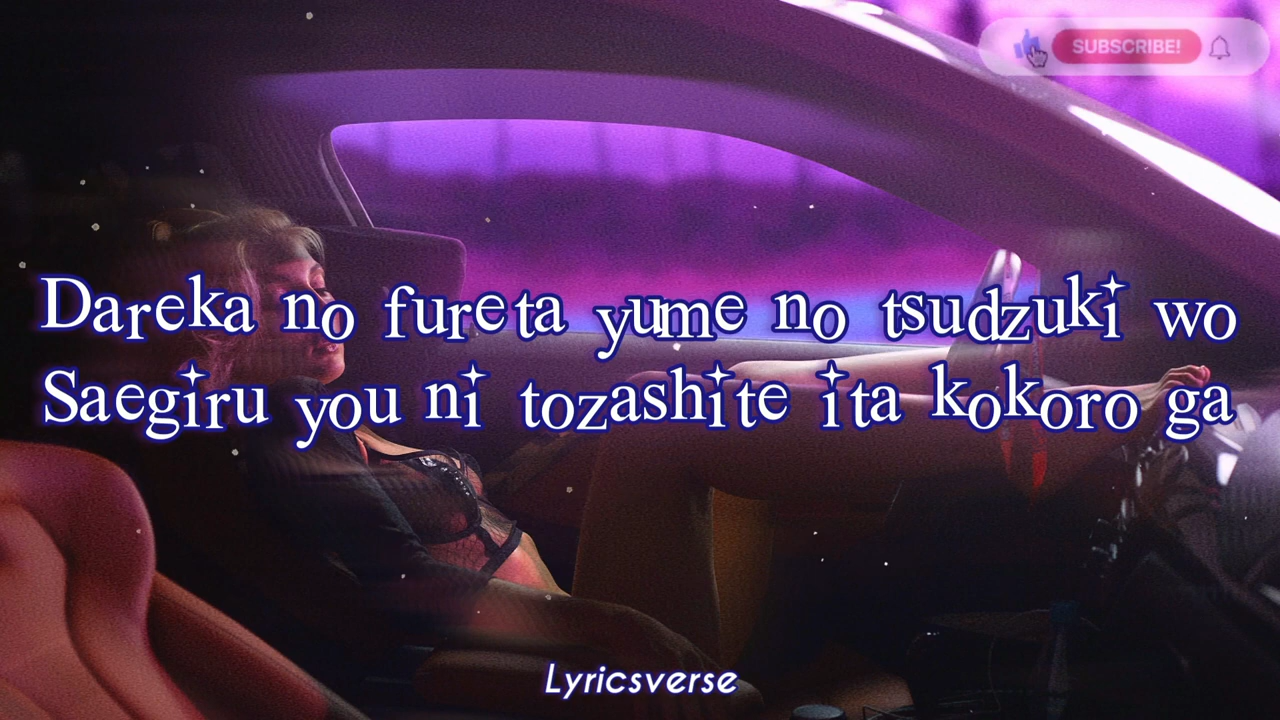 SUBSCRIBE!
Dareka no fureta yume no tsudzuki wo
Saegiru you ni tozashite ita kokoro ga
Lyricsverse